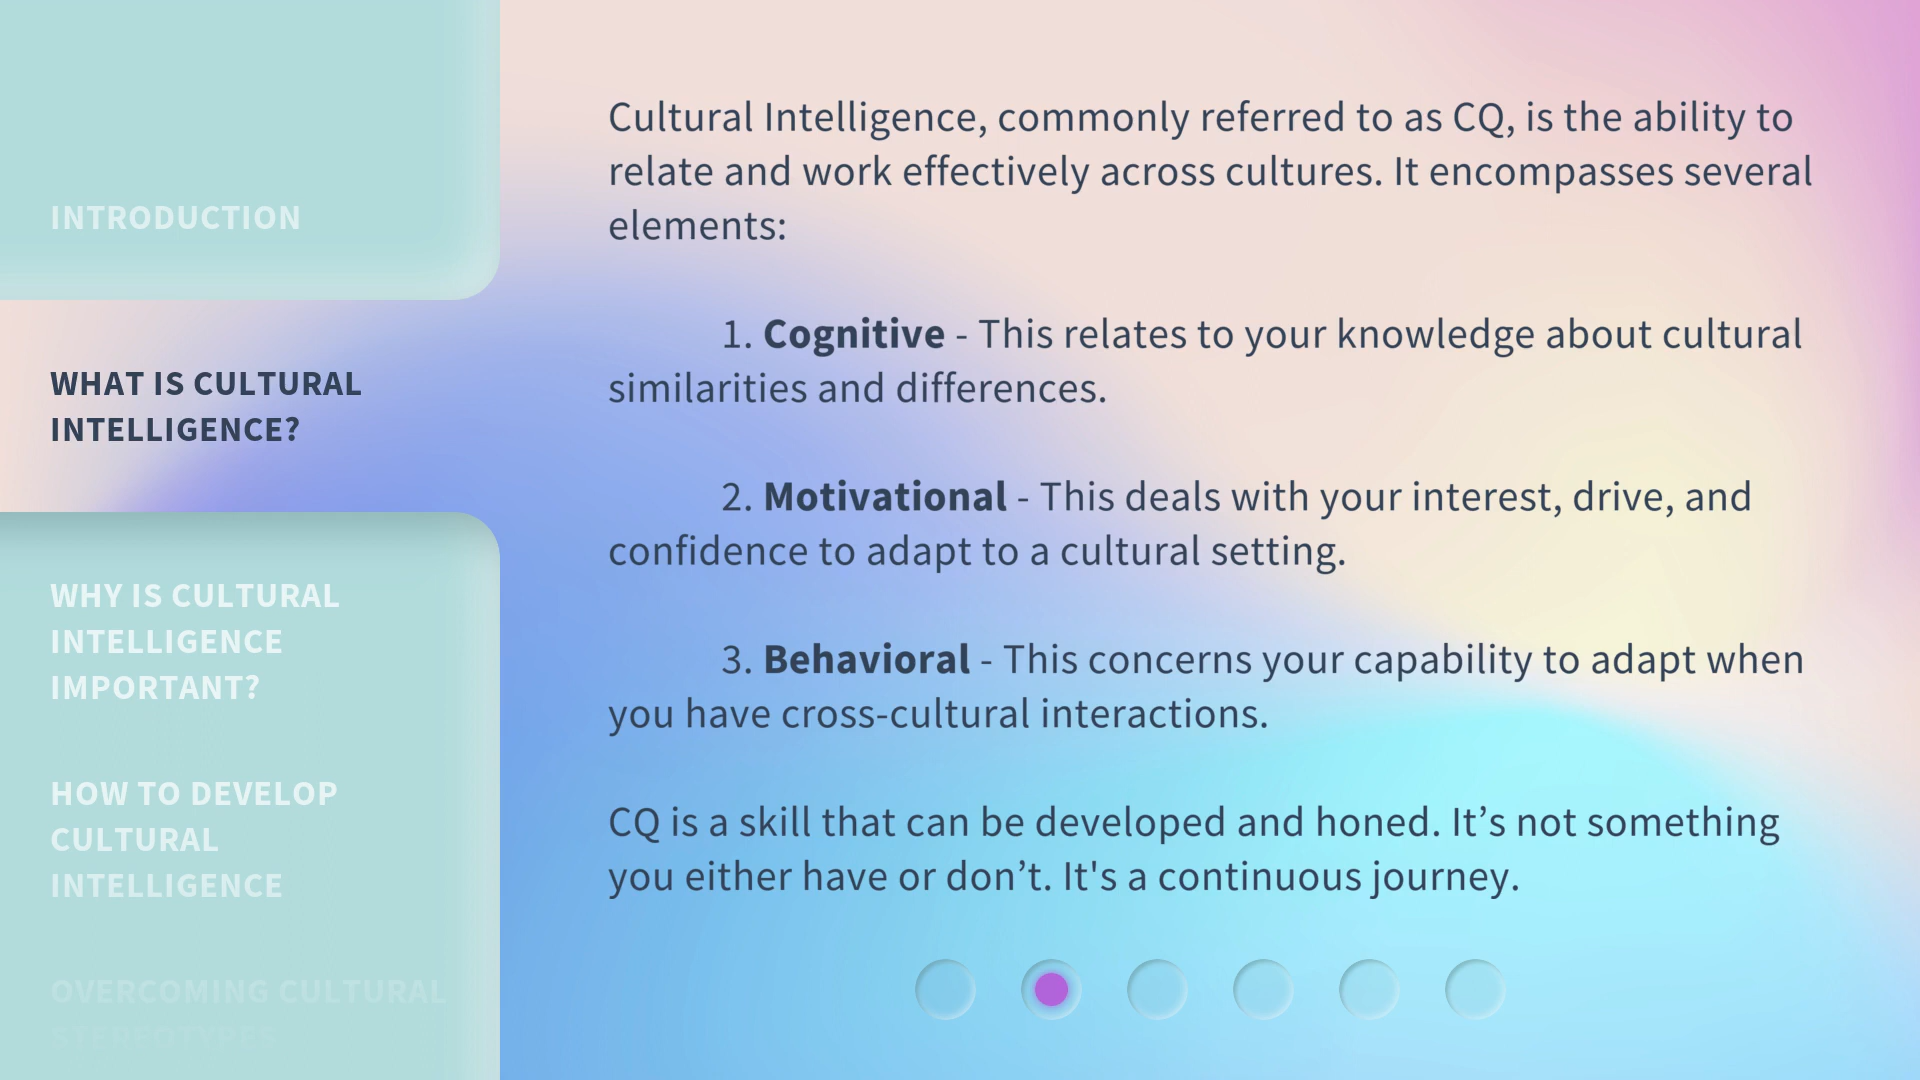 INTRODUCTION
WHAT IS CULTURAL
INTELLIGENCE?
WHY IS CULTURAL
INTELLIGENCE
IMPORTANT?
HOW TO DEVELOP
CULTURAL
INTELLIGENCE
OVERCOMING CULTURAL
STEREOTYPES
Cultural Intelligence, commonly referred to as CQ, is the ability to
relate and work effectively across cultures. It encompasses several
elements:
1. Cognitive - This relates to your knowledge about cultural
similarities and differences.
2. Motivational - This deals with your interest, drive, and
confidence to adapt to a cultural setting.
3. Behavioral - This concerns your capability to adapt when
you have cross-cultural interactions.
CQ is a skill that can be developed and honed. It’s not something
you either have or don’t. It's a continuous journey.